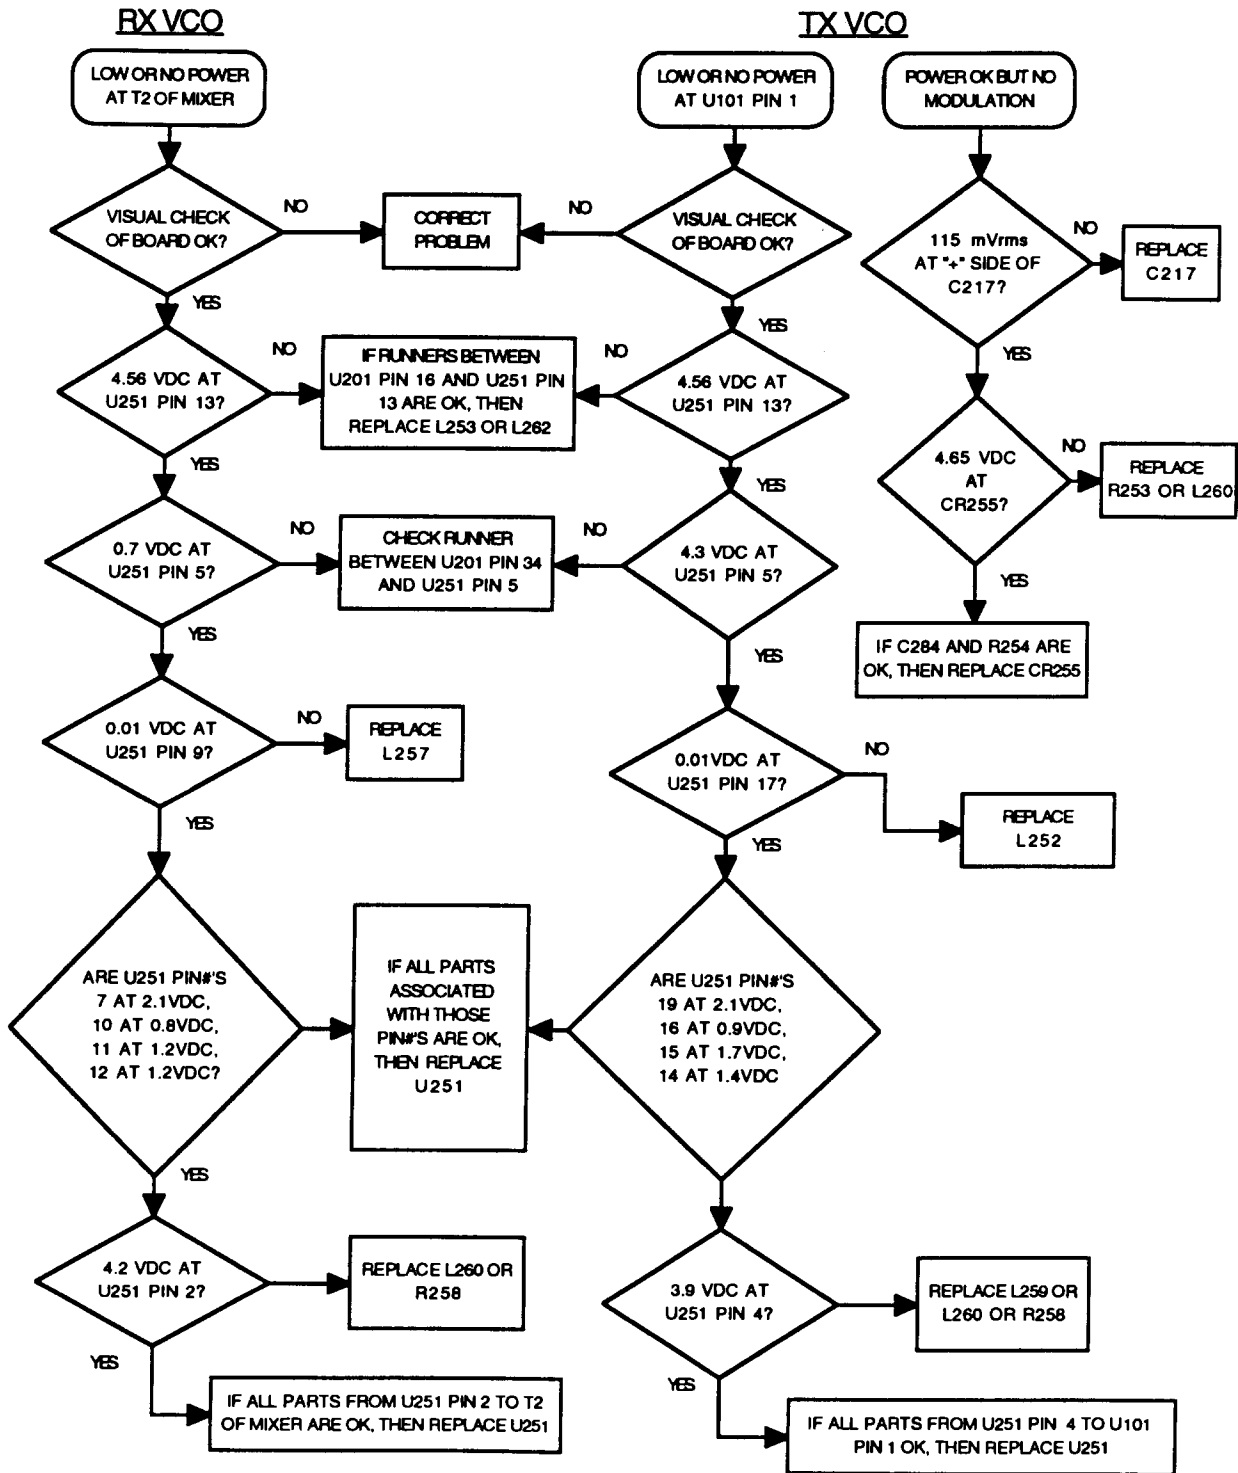 RX VCO
LOW OR NO POWER
AT T2 OF MIXER
VISUAL CHECK
OF BOARD OK?
NO
CORRECT
PROBLEM
YES
4.56 VDC AT
U251 PIN 13?
NO
IF RUNNERS BETWEEN
U201 PIN 16 AND U251 PIN
13 ARE OK, THEN
REPLACE L253 OR L262
YES
0.7 VDC AT
U251 PIN 5?
NO
CHECK RUNNER
BETWEEN U201 PIN 34
AND U251 PIN 5
YES
0.01 VDC AT
U251 PIN 9?
NO
REPLACE
L257
YES
ARE U251 PIN#'S
7 AT 2.1VDC,
10 AT 0.8VDC,
11 AT 1.2VDC,
12 AT 1.2VDC?
IF ALL PARTS
ASSOCIATED
WITH THOSE
PIN#'S ARE OK,
THEN REPLACE
U251
YES
4.2 VDC AT
U251 PIN 2?
REPLACE L260 OR
R258
YES
IF ALL PARTS FROM U251 PIN 2 TO T2
OF MIXER ARE OK, THEN REPLACE U251
TX VCO
LOW OR NO POWER
AT U101 PIN 1
VISUAL CHECK
OF BOARD OK?
NO
YES
4.56 VDC AT
U251 PIN 13?
NO
YES
4.3 VDC AT
U251 PIN 5?
NO
YES
0.01VDC AT
U251 PIN 17?
NO
REPLACE
L252
YES
ARE U251 PIN#'S
19 AT 2.1VDC,
16 AT 0.9VDC,
15 AT 1.7VDC,
14 AT 1.4VDC
3.9 VDC AT
U251 PIN 4?
REPLACE L259 OR
L260 OR R258
YES
IF ALL PARTS FROM U251 PIN 4 TO U101
PIN 1 OK, THEN REPLACE U251
POWER OK BUT NO
MODULATION
115 mVrms
AT "+" SIDE OF
C217?
NO
REPLACE
C217
YES
4.65 VDC
AT
CR255?
NO
REPLACE
R253 OR L260
YES
IF C284 AND R254 ARE
OK, THEN REPLACE CR255